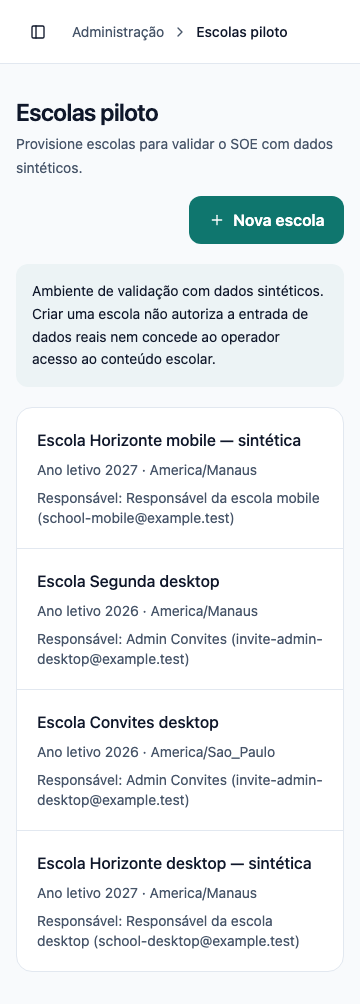 Administração > Escolas piloto
Escolas piloto
Provisione escolas para validar o SOE com dados
sintéticos.
+ Nova escola
Ambiente de validação com dados sintéticos.
Criar uma escola não autoriza a entrada de
dados reais nem concede ao operador
acesso ao conteúdo escolar.
Escola Horizonte mobile — sintética
Ano letivo 2027 · America/Manaus
Responsável: Responsável da escola mobile
(school-mobile@example.test)
Escola Segunda desktop
Ano letivo 2026 · America/Manaus
Responsável: Admin Convites (invite-admin-
desktop@example.test)
Escola Convites desktop
Ano letivo 2026 · America/Sao_Paulo
Responsável: Admin Convites (invite-admin-
desktop@example.test)
Escola Horizonte desktop — sintética
Ano letivo 2027 · America/Manaus
Responsável: Responsável da escola
desktop (school-desktop@example.test)